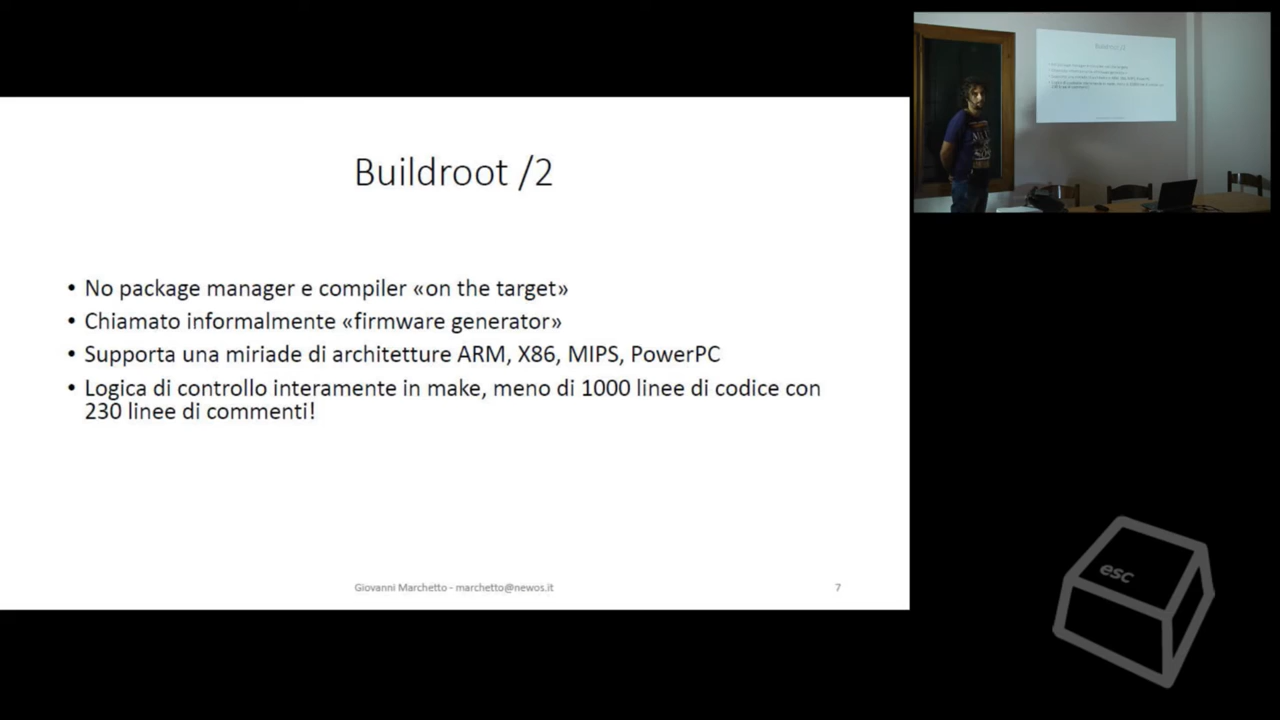 Buildroot /2
• No package manager e compiler «on the target»
• Chiamato informalmente «firmware generator»
• Supporta una miriade di architetture ARM, X86, MIPS, PowerPC
• Logica di controllo interamente in make, meno di 1000 linee di codice con
230 linee di commenti!
Giovanni Marchetto - marchetto@newos.it
7
Buildroot /2
esc